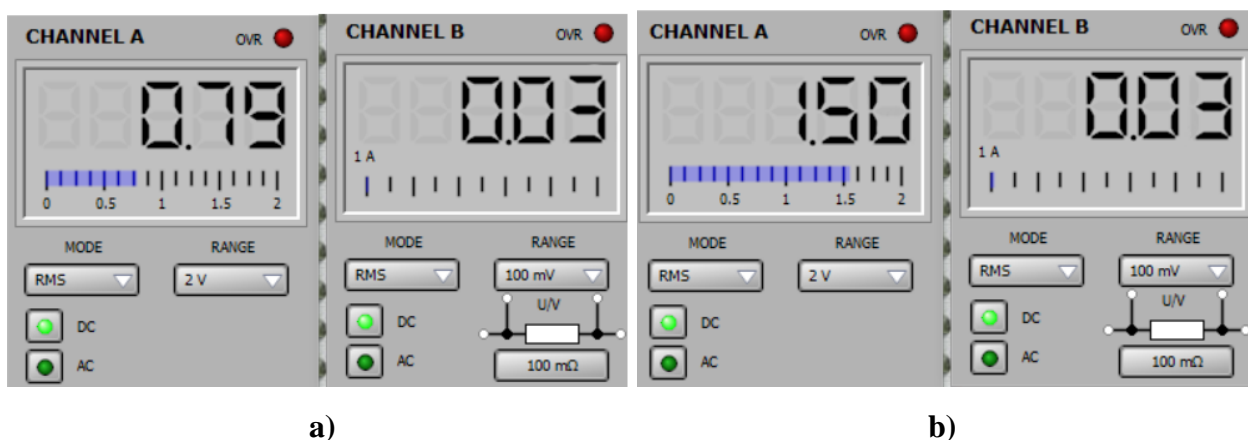 CHANNEL A OVR
0.79
0 0.5 1 1.5 2
MODE RANGE
RMS 2 V
DC
AC
CHANNEL B OVR
0.03
1 A
MODE RANGE
RMS 100 mV
U/V
DC
AC
100 mΩ
a)
CHANNEL A OVR
1.50
0 0.5 1 1.5 2
MODE RANGE
RMS 2 V
DC
AC
CHANNEL B OVR
0.03
1 A
MODE RANGE
RMS 100 mV
U/V
DC
AC
100 mΩ
b)